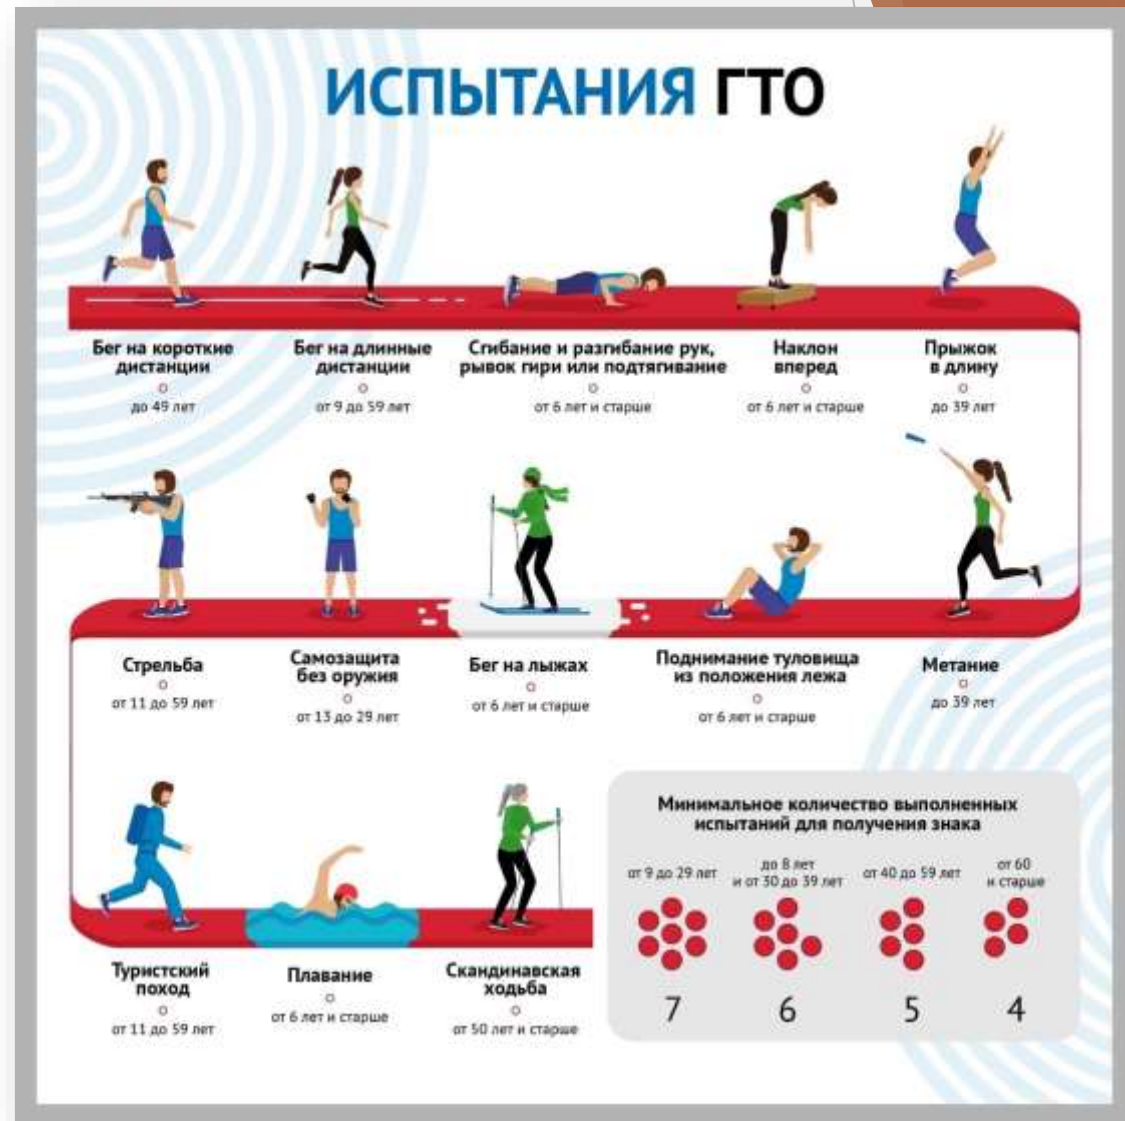 ИСПЫТАНИЯ ГТО
Бег на короткие
дистанции
до 49 лет
Бег на длинные
дистанции
от 9 до 59 лет
Сгибание и разгибание рук,
рывок гири или подтягивание
от 6 лет и старше
Наклон
вперед
от 6 лет и старше
Прыжок
в длину
до 39 лет
Стрельба
от 11 до 59 лет
Самозащита
без оружия
от 13 до 29 лет
Бег на лыжах
от 6 лет и старше
Поднимание туловища
из положения лежа
от 6 лет и старше
Метание
до 39 лет
Туристский
поход
от 11 до 59 лет
Плавание
от 6 лет и старше
Скандинавская
ходьба
от 50 лет и старше
Минимальное количество выполненных
испытаний для получения знака
от 9 до 29 лет
7
до 8 лет
и от 30 до 39 лет
6
от 40 до 59 лет
5
от 60
и старше
4